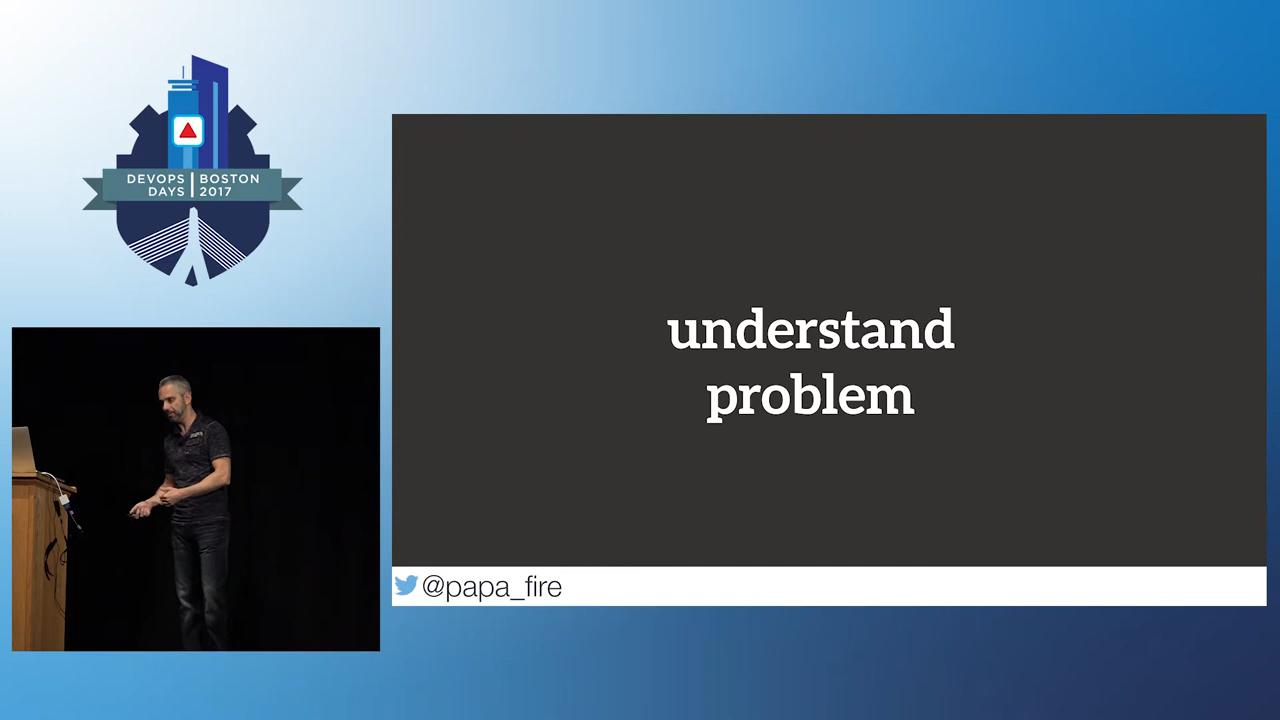 DEVOPS BOSTON
DAYS 2017
understand
problem
@papa_fire